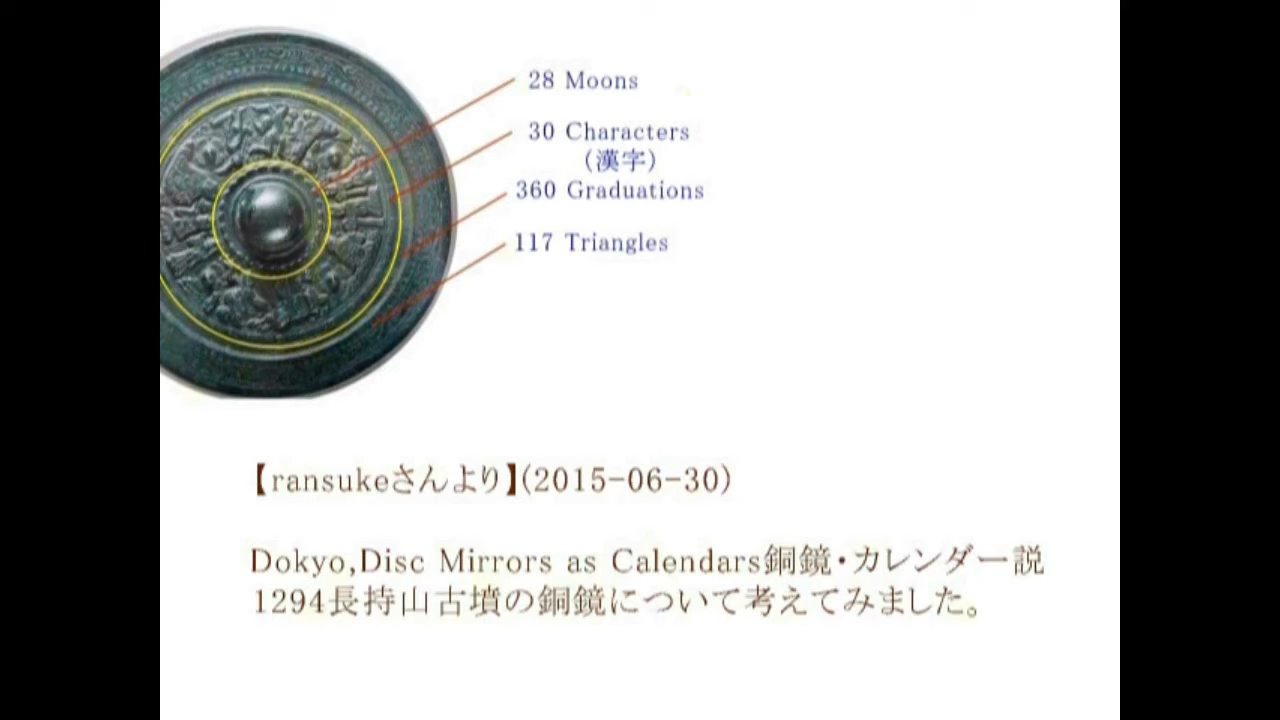 28 Moons
30 Characters
(漢字)
360 Graduations
117 Triangles
【ransukeさんより】(2015-06-30)
Dokyo,Disc Mirrors as Calendars銅鏡・カレンダー説
1294長持山古墳の銅鏡について考えてみました。